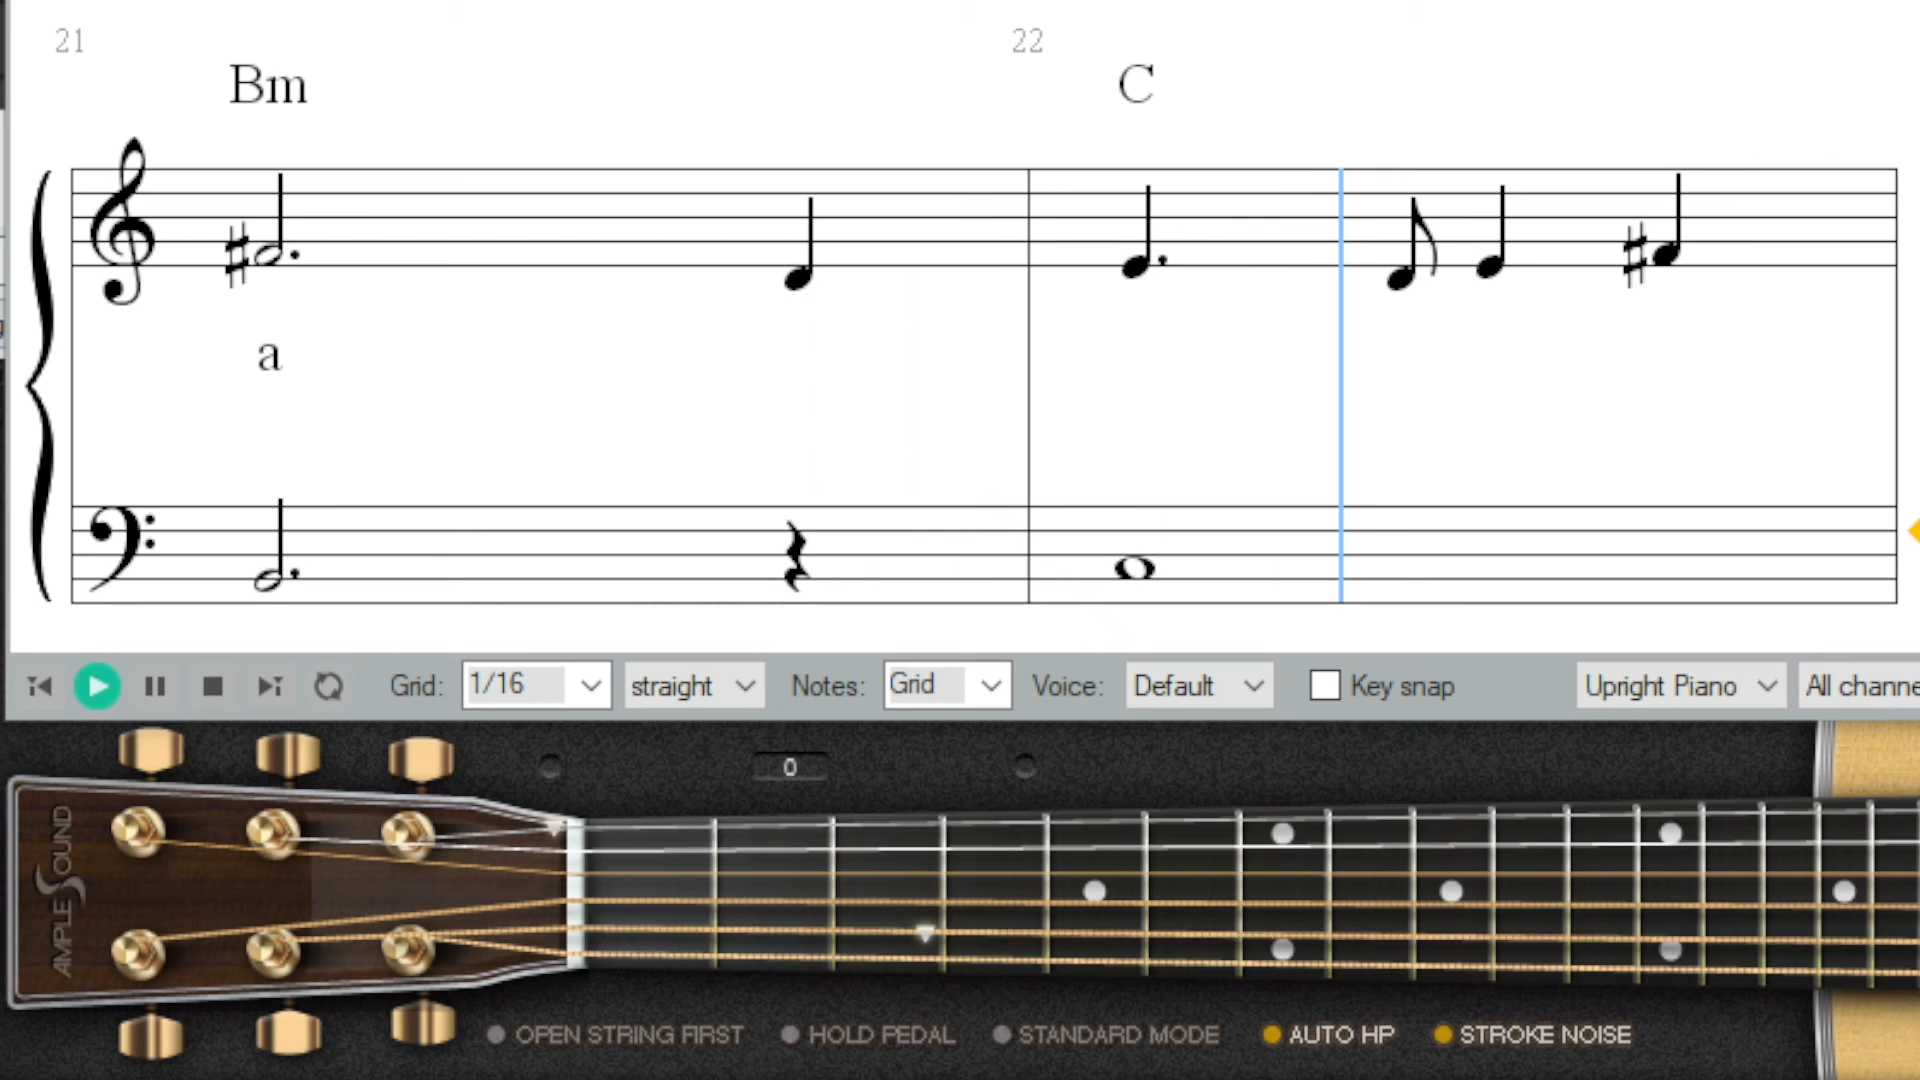 21
22
Bm
C
a
Grid:
1/16
straight
Notes:
Grid
Voice:
Default
Key snap
Upright Piano
All channe
0
AMPLE SOUND
OPEN STRING FIRST
HOLD PEDAL
STANDARD MODE
AUTO HP
STROKE NOISE